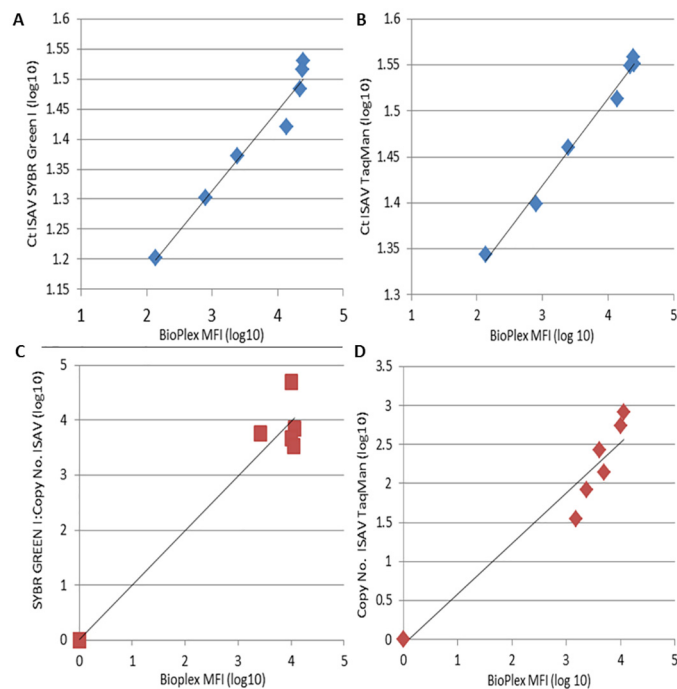 A
Ct ISAV SYBR Green I (log10)
1.6
1.55
1.5
1.45
1.4
1.35
1.3
1.25
1.2
1.15
1 2 3 4 5
BioPlex MFI (log10)
B
Ct ISAV TaqMan (log10)
1.6
1.55
1.5
1.45
1.4
1.35
1.3
1 2 3 4 5
BioPlex MFI (log 10)
C
SYBR GREEN I:Copy No. ISAV (log10)
5
4
3
2
1
0
0 1 2 3 4 5
Bioplex MFI (log10)
D
Copy No. ISAV TaqMan (log10)
3.5
3
2.5
2
1.5
1
0.5
0
0 1 2 3 4 5
Bioplex MFI (log 10)